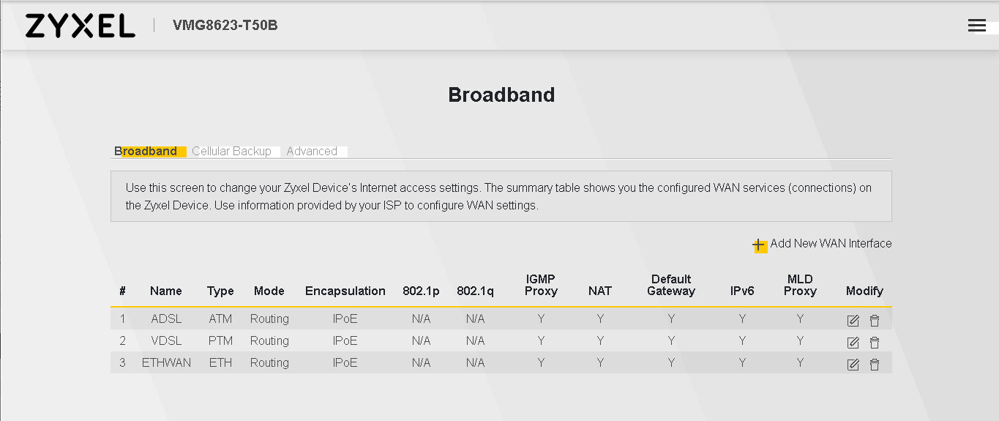 ZYXEL VMG8623-T50B
Broadband
Broadband Cellular Backup Advanced
Use this screen to change your Zyxel Device's Internet access settings. The summary table shows you the configured WAN services (connections) on
the Zyxel Device. Use information provided by your ISP to configure WAN settings.
Add New WAN Interface
# Name Type Mode Encapsulation 802.1p 802.1q IGMP Proxy NAT Default Gateway IPv6 MLD Proxy Modify
1 ADSL ATM Routing IPoE N/A N/A Y Y Y Y Y
2 VDSL PTM Routing IPoE N/A N/A Y Y Y Y Y
3 ETHWAN ETH Routing IPoE N/A N/A Y Y Y Y Y